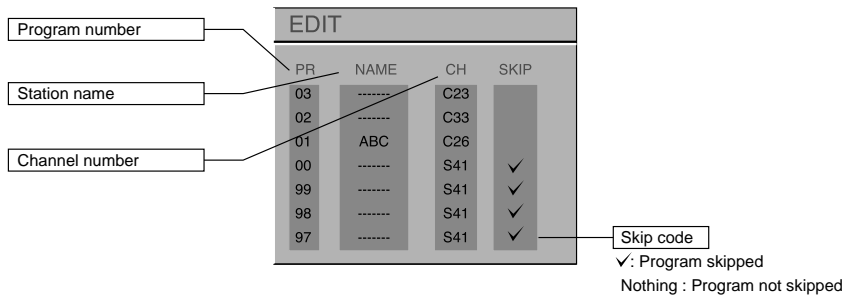 Program number
Station name
Channel number
EDIT
PR NAME CH SKIP
03 ------- C23
02 ------- C33
01 ABC C26
00 ------- S41 ✓
99 ------- S41 ✓
98 ------- S41 ✓
97 ------- S41 ✓
Skip code
✓: Program skipped
Nothing : Program not skipped